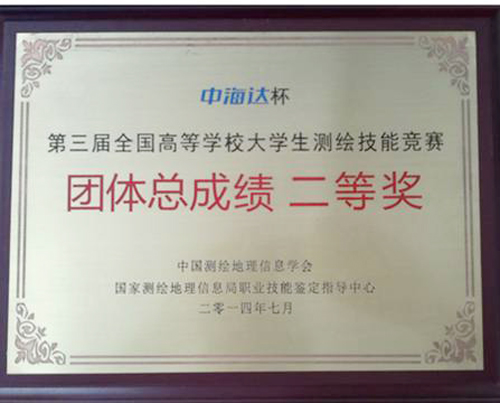 中海达杯
第三届全国高等学校大学生测绘技能竞赛
团体总成绩 二等奖
中国测绘地理信息学会
国家测绘地理信息局职业技能鉴定指导中心
二零一四年七月